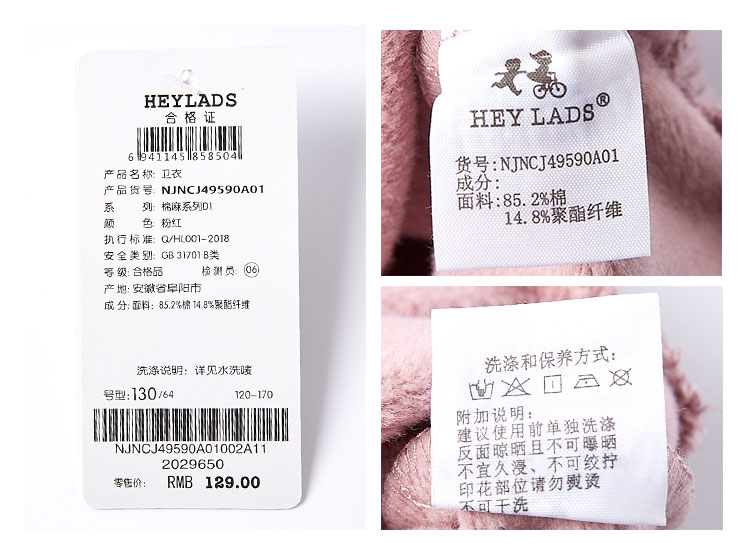 HEYLADS
合格证
6 941145 858504
产品名称: 卫衣
产品货号: NJNCJ49590A01
系 列: 棉麻系列D1
颜 色: 粉红
执行标准: Q/HL001-2018
安全类别: GB 31701 B类
等级: 合格品 检测员: 06
产地: 安徽省阜阳市
成分: 面料: 85.2%棉 14.8%聚酯纤维
洗涤说明: 详见水洗唛
号型: 130/64 120-170
NJNCJ49590A01002A11
2029650
零售价: RMB 129.00
HEY LADS®
货号: NJNCJ49590A01
成分:
面料: 85.2%棉
14.8%聚酯纤维
洗涤和保养方式:
附加说明:
建议使用前单独洗涤
反面晾晒且不可曝晒
不宜久浸、不可绞拧
印花部位请勿熨烫
不可干洗